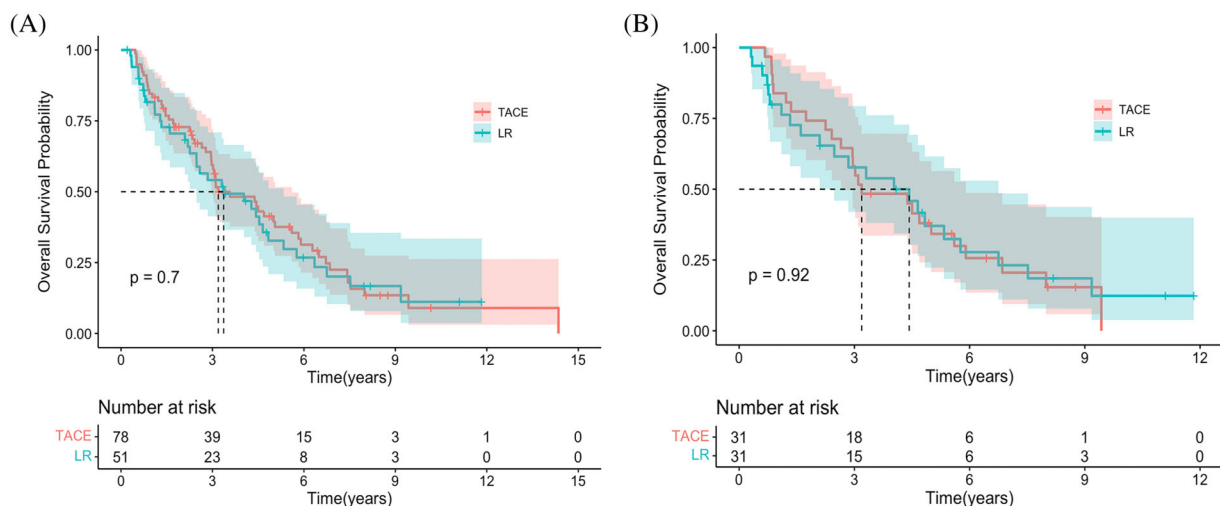 (A)
Overall Survival Probability
1.00
0.75
0.50
0.25
0.00
TACE
LR
p = 0.7
0 3 6 9 12 15
Time(years)
Number at risk
TACE 78 39 15 3 1 0
LR 51 23 8 3 0 0
0 3 6 9 12 15
Time(years)
(B)
Overall Survival Probability
1.00
0.75
0.50
0.25
0.00
TACE
LR
p = 0.92
0 3 6 9 12
Time(years)
Number at risk
TACE 31 18 6 1 0
LR 31 15 6 3 0
0 3 6 9 12
Time(years)